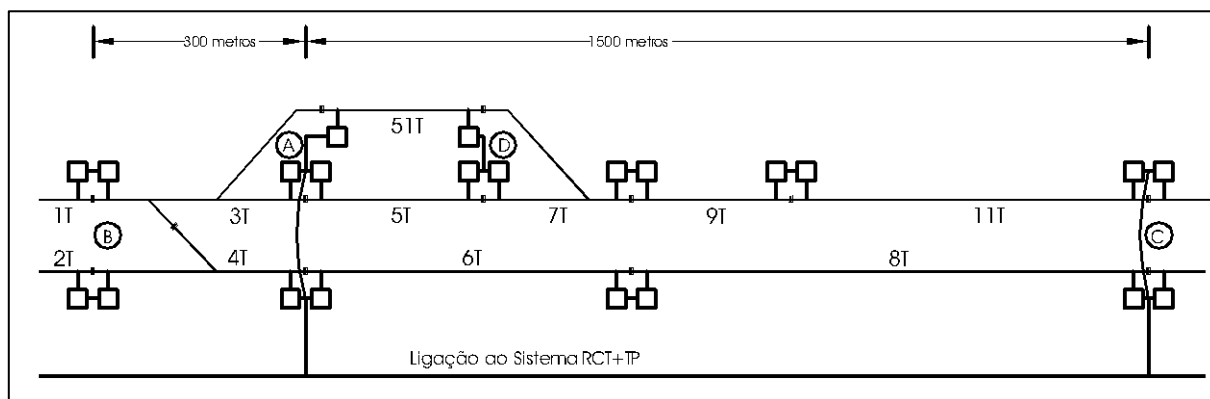 300 metros
1500 metros
51T
A
D
1T
3T
5T
7T
9T
11T
B
C
2T
4T
6T
8T
Ligação ao Sistema RCT+TP